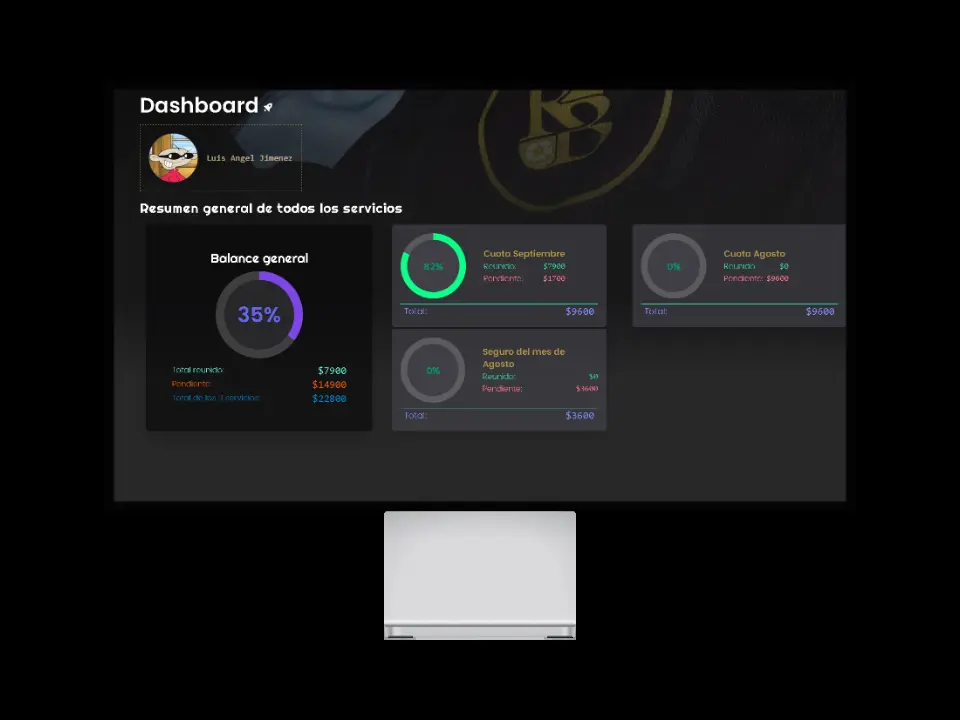 Dashboard
Luis Angel Jimenez
Resumen general de todos los servicios
Balance general
35%
Total reunido: $7900
Pendiente: $14900
Total de los 3 servicios: $22800
82%
Cuota Septiembre
Reunido: $7900
Pendiente: $1700
Total: $9600
0%
Seguro del mes de
Agosto
Reunido: $0
Pendiente: $3600
Total: $3600
0%
Cuota Agosto
Reunido: $0
Pendiente: $9600
Total: $9600